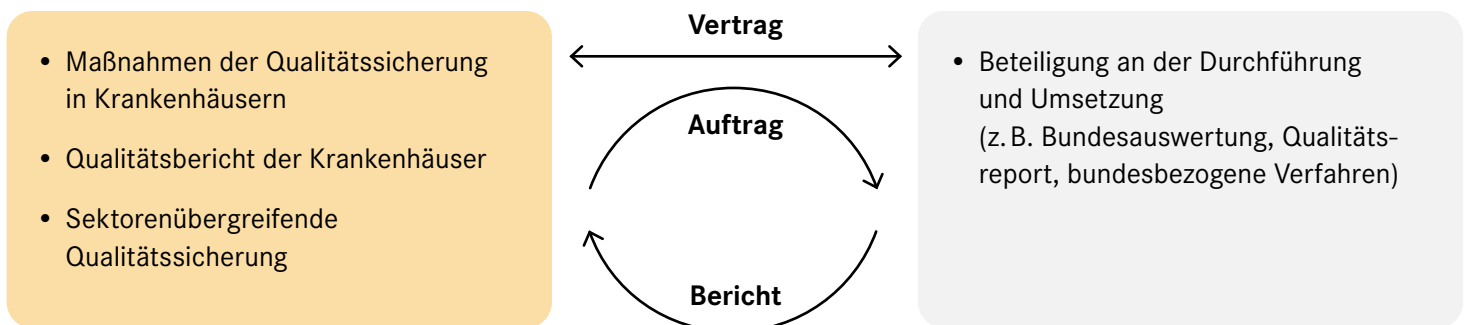 • Maßnahmen der Qualitätssicherung
in Krankenhäusern
• Qualitätsbericht der Krankenhäuser
• Sektorenübergreifende
Qualitätssicherung
Vertrag
Auftrag
Bericht
• Beteiligung an der Durchführung
und Umsetzung
(z. B. Bundesauswertung, Qualitäts-
report, bundesbezogene Verfahren)